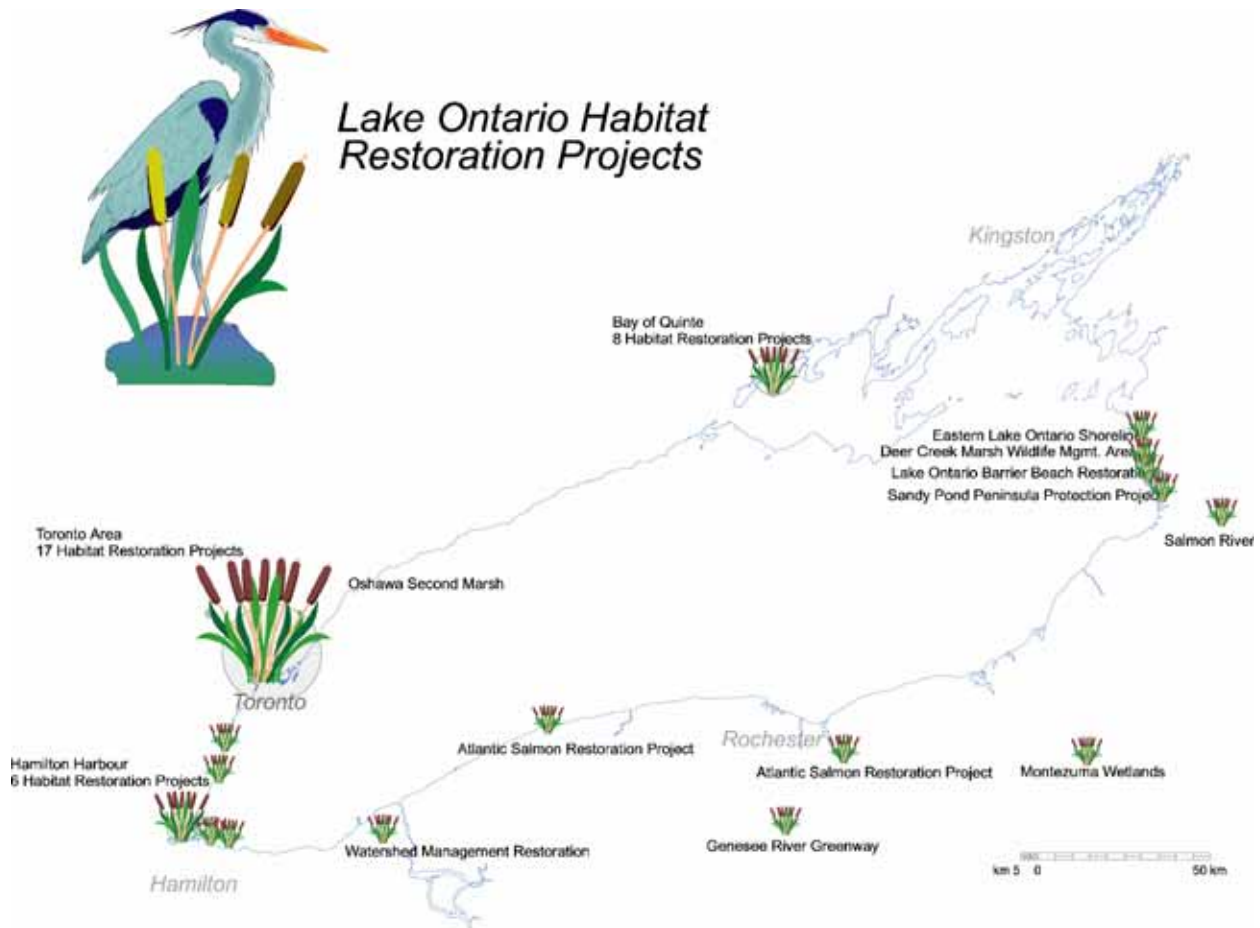 Lake Ontario Habitat
Restoration Projects
Kingston
Bay of Quinte
8 Habitat Restoration Projects
Eastern Lake Ontario Shorelin
Deer Creek Marsh Wildlife Mgmt. Area
Lake Ontario Barrier Beach Restoration
Sandy Pond Peninsula Protection Project
Salmon River
Toronto Area
17 Habitat Restoration Projects
Oshawa Second Marsh
Toronto
Atlantic Salmon Restoration Project
Rochester
Atlantic Salmon Restoration Project
Montezuma Wetlands
Hamilton Harbour
6 Habitat Restoration Projects
Watershed Management Restoration
Genesee River Greenway
Hamilton
km 5 0 50 km